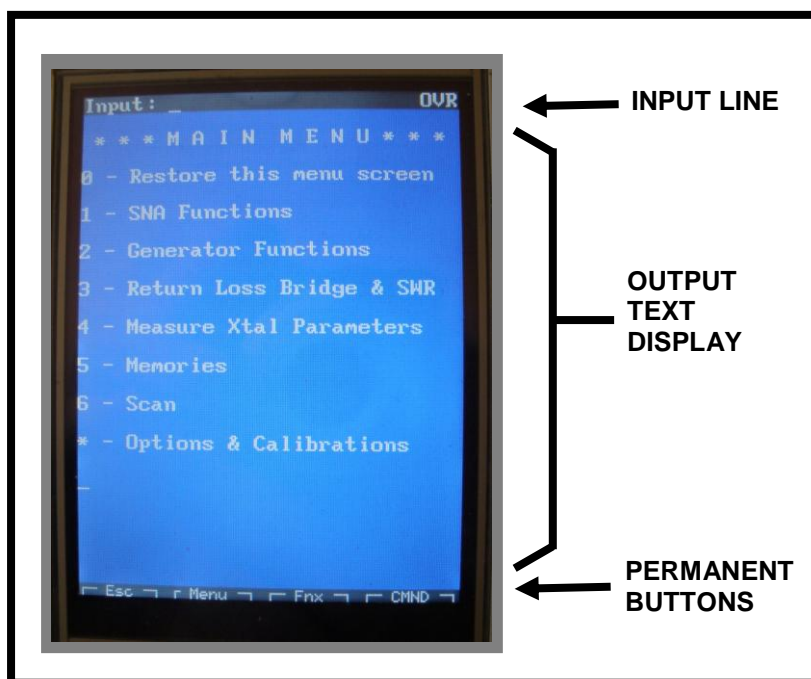 Input: _ OVR
* * * M A I N M E N U * * *
0 - Restore this menu screen
1 - SNA Functions
2 - Generator Functions
3 - Return Loss Bridge & SWR
4 - Measure Xtal Parameters
5 - Memories
6 - Scan
* - Options & Calibrations
_
Esc Menu Fnx CMND
INPUT LINE
OUTPUT
TEXT
DISPLAY
PERMANENT
BUTTONS